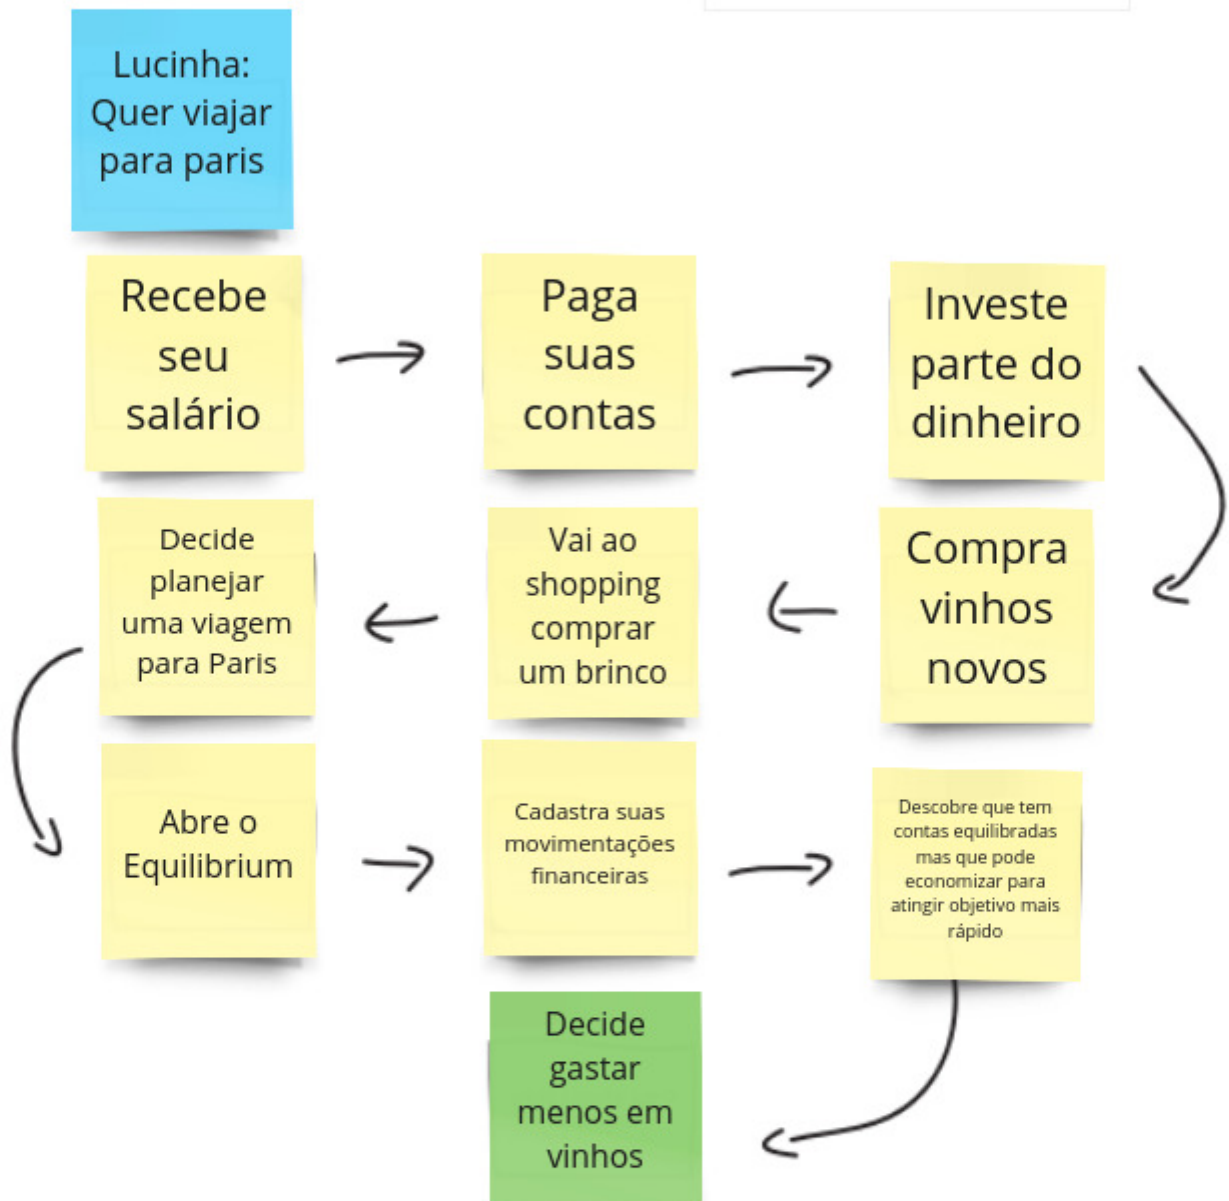 Lucinha:
Quer viajar
para paris
Recebe
seu
salário
Paga
suas
contas
Investe
parte do
dinheiro
Compra
vinhos
novos
Vai ao
shopping
comprar
um brinco
Decide
planejar
uma viagem
para Paris
Abre o
Equilibrium
Cadastra suas
movimentações
financeiras
Descobre que tem
contas equilibradas
mas que pode
economizar para
atingir objetivo mais
rápido
Decide
gastar
menos em
vinhos